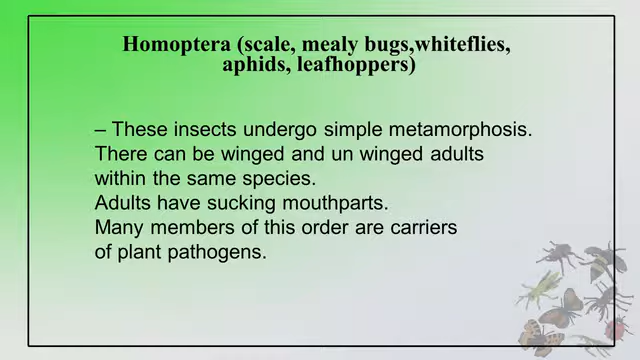 Homoptera (scale, mealy bugs,whiteflies,
aphids, leafhoppers)
– These insects undergo simple metamorphosis.
There can be winged and un winged adults
within the same species.
Adults have sucking mouthparts.
Many members of this order are carriers
of plant pathogens.